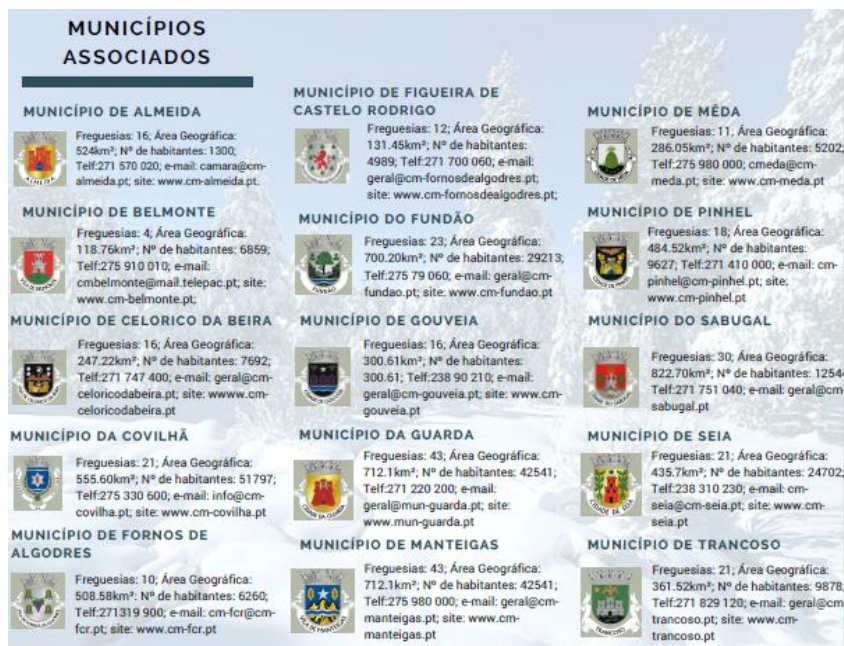 MUNICÍPIOS
ASSOCIADOS
MUNICÍPIO DE ALMEIDA
Freguesias: 16; Área Geográfica:
524km²; Nº de habitantes: 1300;
Telf:271 570 020; e-mail: camara@cm-
almeida.pt; site: www.cm-almeida.pt.
MUNICÍPIO DE BELMONTE
Freguesias: 4; Área Geográfica:
118.76km²; Nº de habitantes: 6859;
Telf:275 910 010; e-mail:
cmbelmonte@mail.telepac.pt; site:
www.cm-belmonte.pt;
MUNICÍPIO DE CELORICO DA BEIRA
Freguesias: 16; Área Geográfica:
247.22km²; Nº de habitantes: 7692;
Telf:271 747 400; e-mail: geral@cm-
celoricodabeira.pt; site: wwww.cm-
celoricodabeira.pt
MUNICÍPIO DA COVILHÃ
Freguesias: 21; Área Geográfica:
555.60km²; Nº de habitantes: 51797;
Telf:275 330 600; e-mail: info@cm-
covilha.pt; site: www.cm-covilha.pt
MUNICÍPIO DE FORNOS DE
ALGODRES
Freguesias: 10; Área Geográfica:
508.58km²: Nº de habitantes: 6260;
Telf:271319 900; e-mail: cm-fcr@cm-
fcr.pt; site: www.cm-fcr.pt
MUNICÍPIO DE FIGUEIRA DE
CASTELO RODRIGO
Freguesias: 12; Área Geográfica:
131.45km²; Nº de habitantes:
4989; Telf:271 700 060; e-mail:
geral@cm-fornosdealgodres.pt;
site: www.cm-fornosdealgodres.pt;
MUNICÍPIO DO FUNDÃO
Freguesias: 23; Área Geográfica:
700.20km²; Nº de habitantes: 29213;
Telf:275 79 060; e-mail: geral@cm-
fundao.pt; site: www.cm-fundao.pt
FUNDÃO
MUNICÍPIO DE GOUVEIA
Freguesias: 16; Área Geográfica:
300.61km²; Nº de habitantes:
300.61; Telf:238 90 210; e-mail:
geral@cm-gouveia.pt; site: www.cm-
gouveia.pt
MUNICÍPIO DA GUARDA
Freguesias: 43; Área Geográfica:
712.1km²; Nº de habitantes: 42541;
Telf:271 220 200; e-mail:
geral@mun-guarda.pt; site:
www.mun-guarda.pt
CIDADE DA GUARDA
MUNICÍPIO DE MANTEIGAS
Freguesias: 43; Área Geográfica:
712.1km²; Nº de habitantes: 42541;
Telf:275 980 000; e-mail: geral@cm-
manteigas.pt; site: www.cm-
manteigas.pt
VILA DE MANTEIGAS
MUNICÍPIO DE MÊDA
Freguesias: 11; Área Geográfica:
286.05km²; Nº de habitantes: 5202;
Telf:275 980 000; cmeda@cm-
meda.pt; site: www.cm-meda.pt
MUNICÍPIO DE PINHEL
Freguesias: 18; Área Geográfica:
484.52km²; Nº de habitantes:
9627; Telf:271 410 000; e-mail: cm-
pinhel@cm-pinhel.pt; site:
www.cm-pinhel.pt
MUNICÍPIO DO SABUGAL
Freguesias: 30; Área Geográfica:
822.70km²; Nº de habitantes: 12544
Telf:271 751 040; e-mail: geral@cm-
sabugal.pt
MUNICÍPIO DE SEIA
Freguesias: 21; Área Geográfica:
435.7km²; Nº de habitantes: 24702;
Telf:238 310 230; e-mail: cm-
seia@cm-seia.pt; site: www.cm-
seia.pt
CIDADE DE SEIA
MUNICÍPIO DE TRANCOSO
Freguesias: 21; Área Geográfica:
361.52km²; Nº de habitantes: 9878;
Telf:271 829 120; e-mail: geral@cm-
trancoso.pt; site: www.cm-
trancoso.pt
TRANCOSO